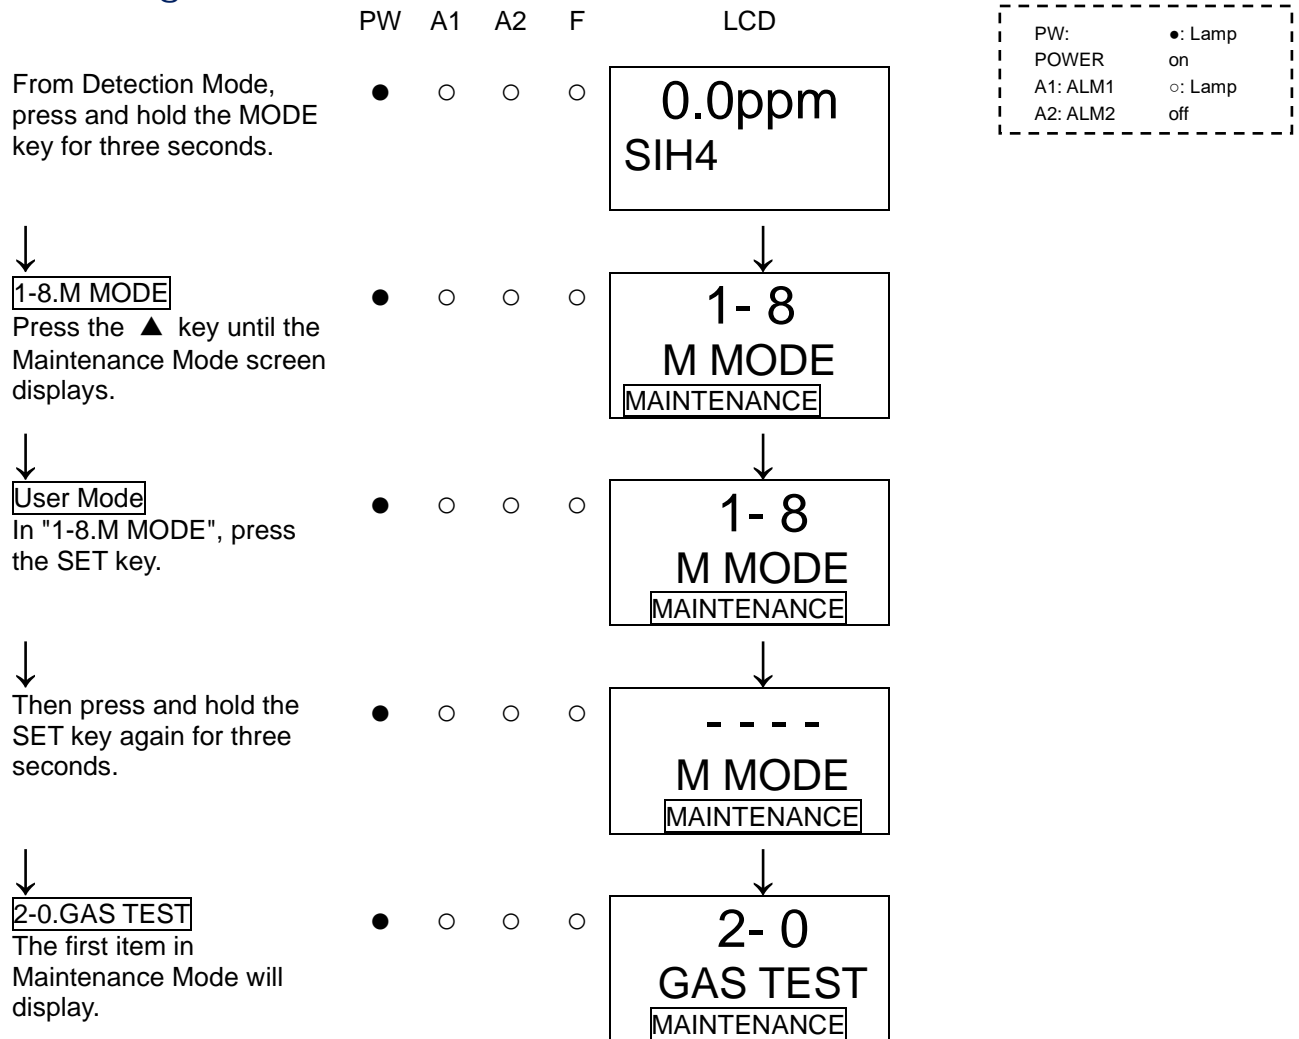 PW A1 A2 F LCD
PW: ●: Lamp
POWER on
A1: ALM1 ○: Lamp
A2: ALM2 off
From Detection Mode,
press and hold the MODE
key for three seconds.
● ○ ○ ○
0.0ppm
SIH4
↓ ↓
1-8.M MODE
Press the ▲ key until the
Maintenance Mode screen
displays.
● ○ ○ ○
1- 8
M MODE
MAINTENANCE
↓ ↓
User Mode
In "1-8.M MODE", press
the SET key.
● ○ ○ ○
1- 8
M MODE
MAINTENANCE
↓ ↓
Then press and hold the
SET key again for three
seconds.
● ○ ○ ○
- - - -
M MODE
MAINTENANCE
↓ ↓
2-0.GAS TEST
The first item in
Maintenance Mode will
display.
● ○ ○ ○
2- 0
GAS TEST
MAINTENANCE